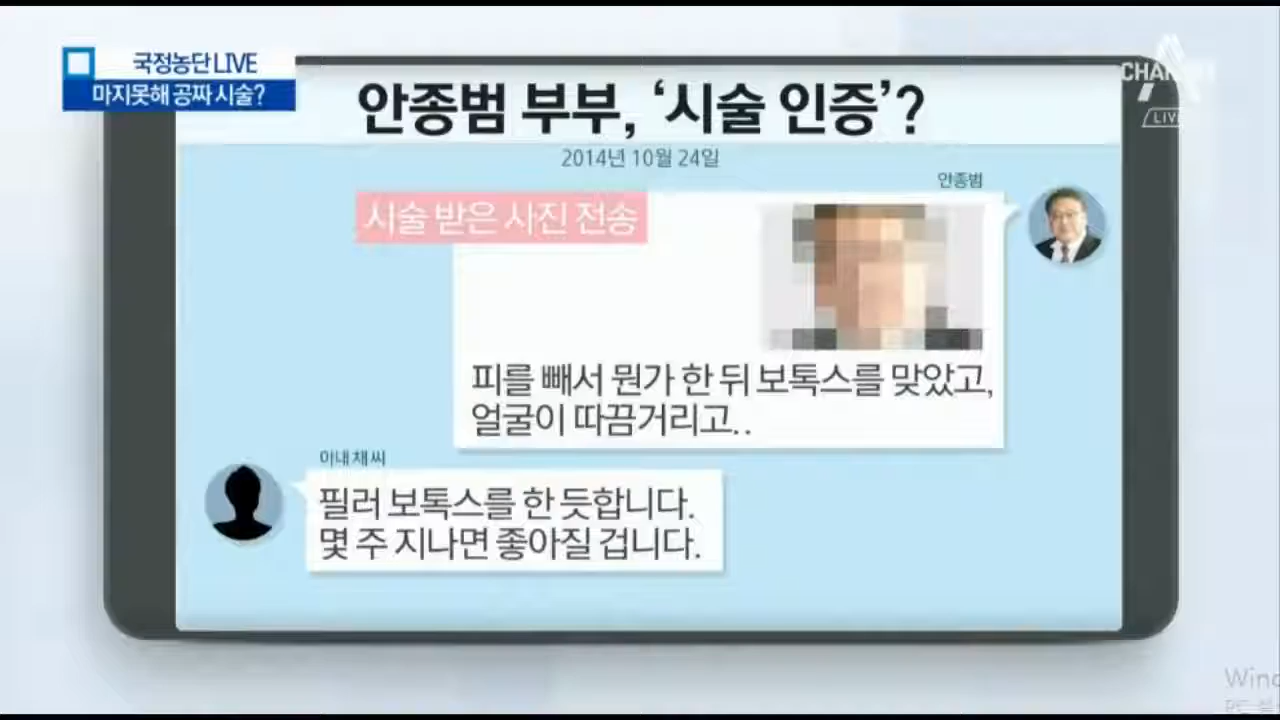 국정농단 LIVE
마지못해 공짜 시술?
CHANNEL A
LIVE
안종범 부부, ‘시술 인증’?
2014년 10월 24일
안종범
시술 받은 사진 전송
피를 빼서 뭔가 한 뒤 보톡스를 맞았고,
얼굴이 따끔거리고..
아내 채 씨
필러 보톡스를 한 듯합니다.
몇 주 지나면 좋아질 겁니다.